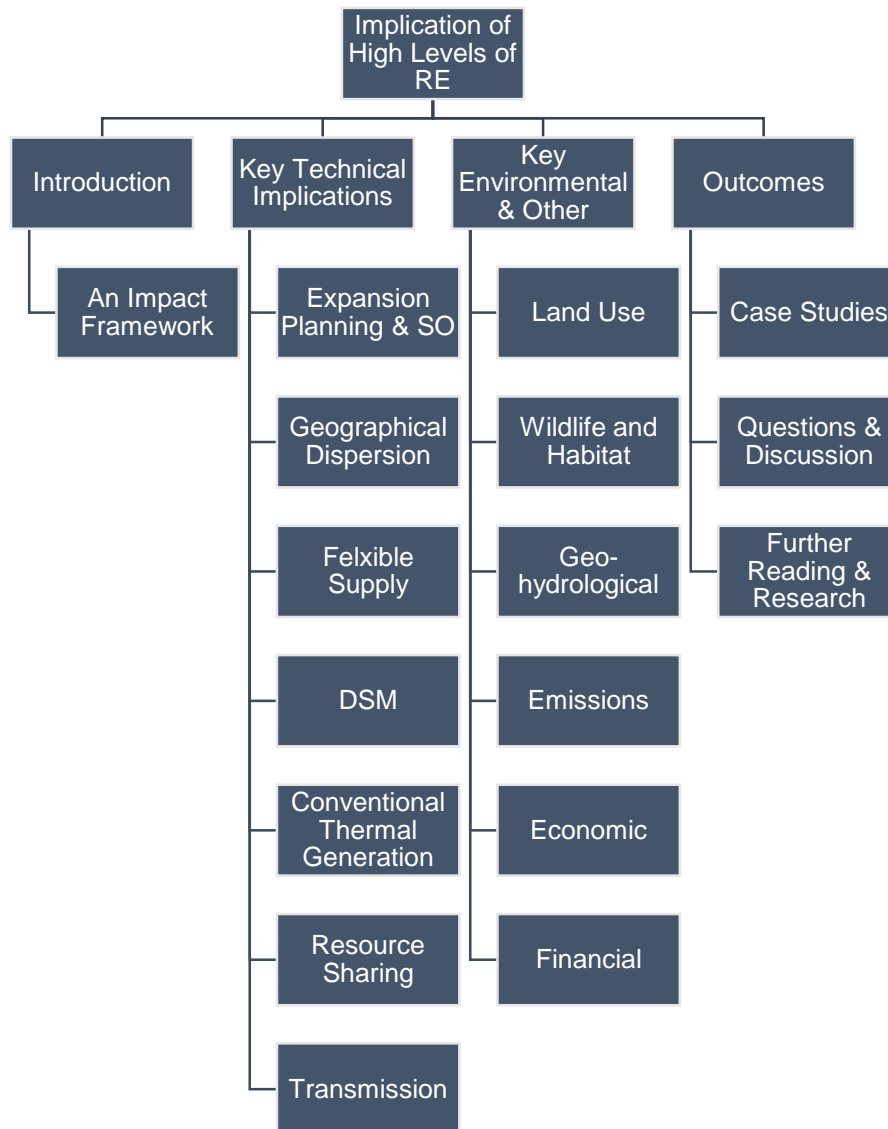 Implication of
High Levels of
RE
Introduction
An Impact
Framework
Key Technical
Implications
Expansion
Planning & SO
Geographical
Dispersion
Felxible
Supply
DSM
Conventional
Thermal
Generation
Resource
Sharing
Transmission
Key
Environmental
& Other
Land Use
Wildlife and
Habitat
Geo-
hydrological
Emissions
Economic
Financial
Outcomes
Case Studies
Questions &
Discussion
Further
Reading &
Research